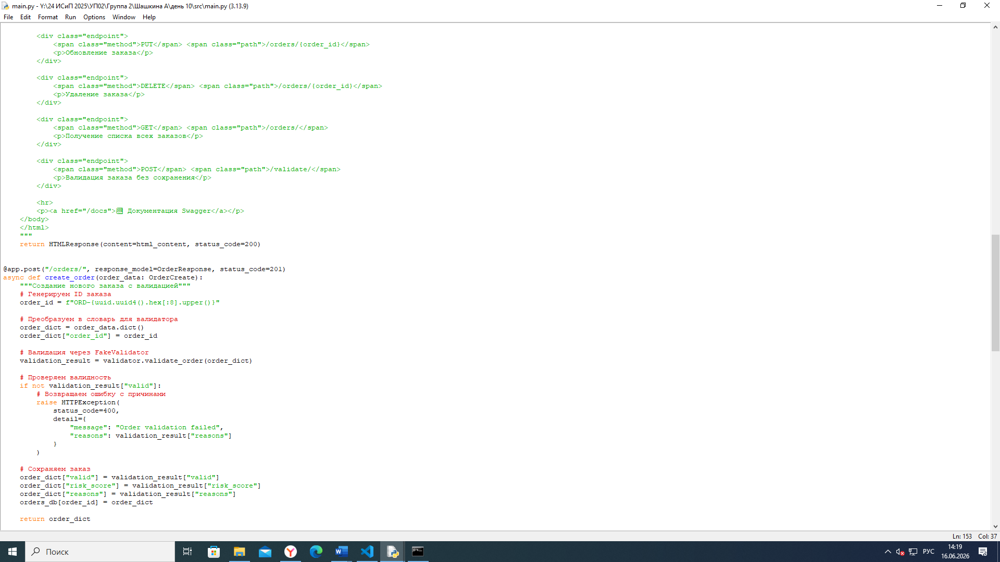 main.py - Y:\24 ИСиП 2025\УП02\Группа 2\Шашкина А\день 10\src\main.py (3.13.9)
File Edit Format Run Options Window Help
<div class="endpoint">
<span class="method">PUT</span> <span class="path">/orders/{order_id}</span>
<p>Обновление заказа</p>
</div>
<div class="endpoint">
<span class="method">DELETE</span> <span class="path">/orders/{order_id}</span>
<p>Удаление заказа</p>
</div>
<div class="endpoint">
<span class="method">GET</span> <span class="path">/orders/</span>
<p>Получение списка всех заказов</p>
</div>
<div class="endpoint">
<span class="method">POST</span> <span class="path">/validate/</span>
<p>Валидация заказа без сохранения</p>
</div>
<hr>
<p><a href="/docs"> Документация Swagger</a></p>
</body>
</html>
"""
return HTMLResponse(content=html_content, status_code=200)
@app.post("/orders/", response_model=OrderResponse, status_code=201)
async def create_order(order_data: OrderCreate):
"""Создание нового заказа с валидацией"""
# Генерируем ID заказа
order_id = f"ORD-{uuid.uuid4().hex[:8].upper()}"
# Преобразуем в словарь для валидатора
order_dict = order_data.dict()
order_dict["order_id"] = order_id
# Валидация через FakeValidator
validation_result = validator.validate_order(order_dict)
# Проверяем валидность
if not validation_result["valid"]:
# Возвращаем ошибку с причинами
raise HTTPException(
status_code=400,
detail={
"message": "Order validation failed",
"reasons": validation_result["reasons"]
}
)
# Сохраняем заказ
order_dict["valid"] = validation_result["valid"]
order_dict["risk_score"] = validation_result["risk_score"]
order_dict["reasons"] = validation_result["reasons"]
orders_db[order_id] = order_dict
return order_dict
Ln: 153 Col: 37
Поиск
РУС
14:19
16.06.2026